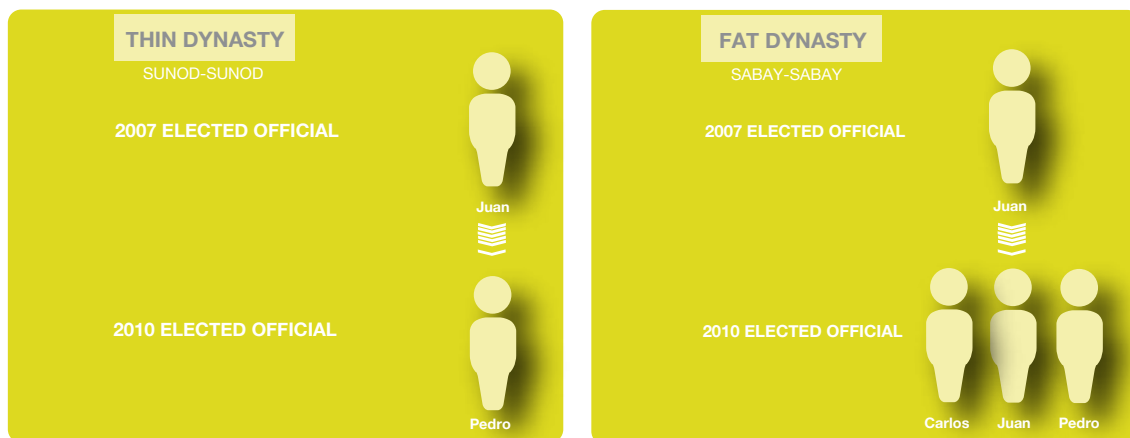 THIN DYNASTY
SUNOD-SUNOD
2007 ELECTED OFFICIAL
Juan
2010 ELECTED OFFICIAL
Pedro
FAT DYNASTY
SABAY-SABAY
2007 ELECTED OFFICIAL
Juan
2010 ELECTED OFFICIAL
Carlos Juan Pedro